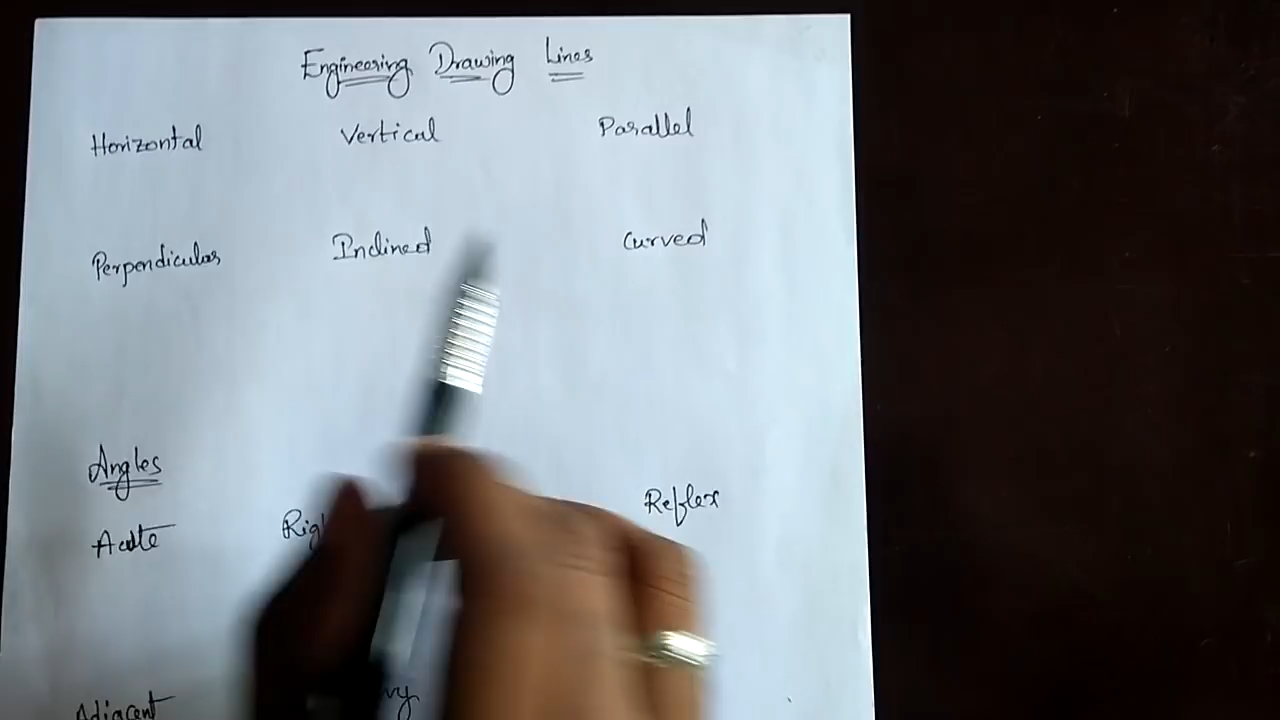 Engineering Drawing Lines
Horizontal Vertical Parallel
Perpendicular Inclined Curved
Angles
Acute Reflex
Adjacent